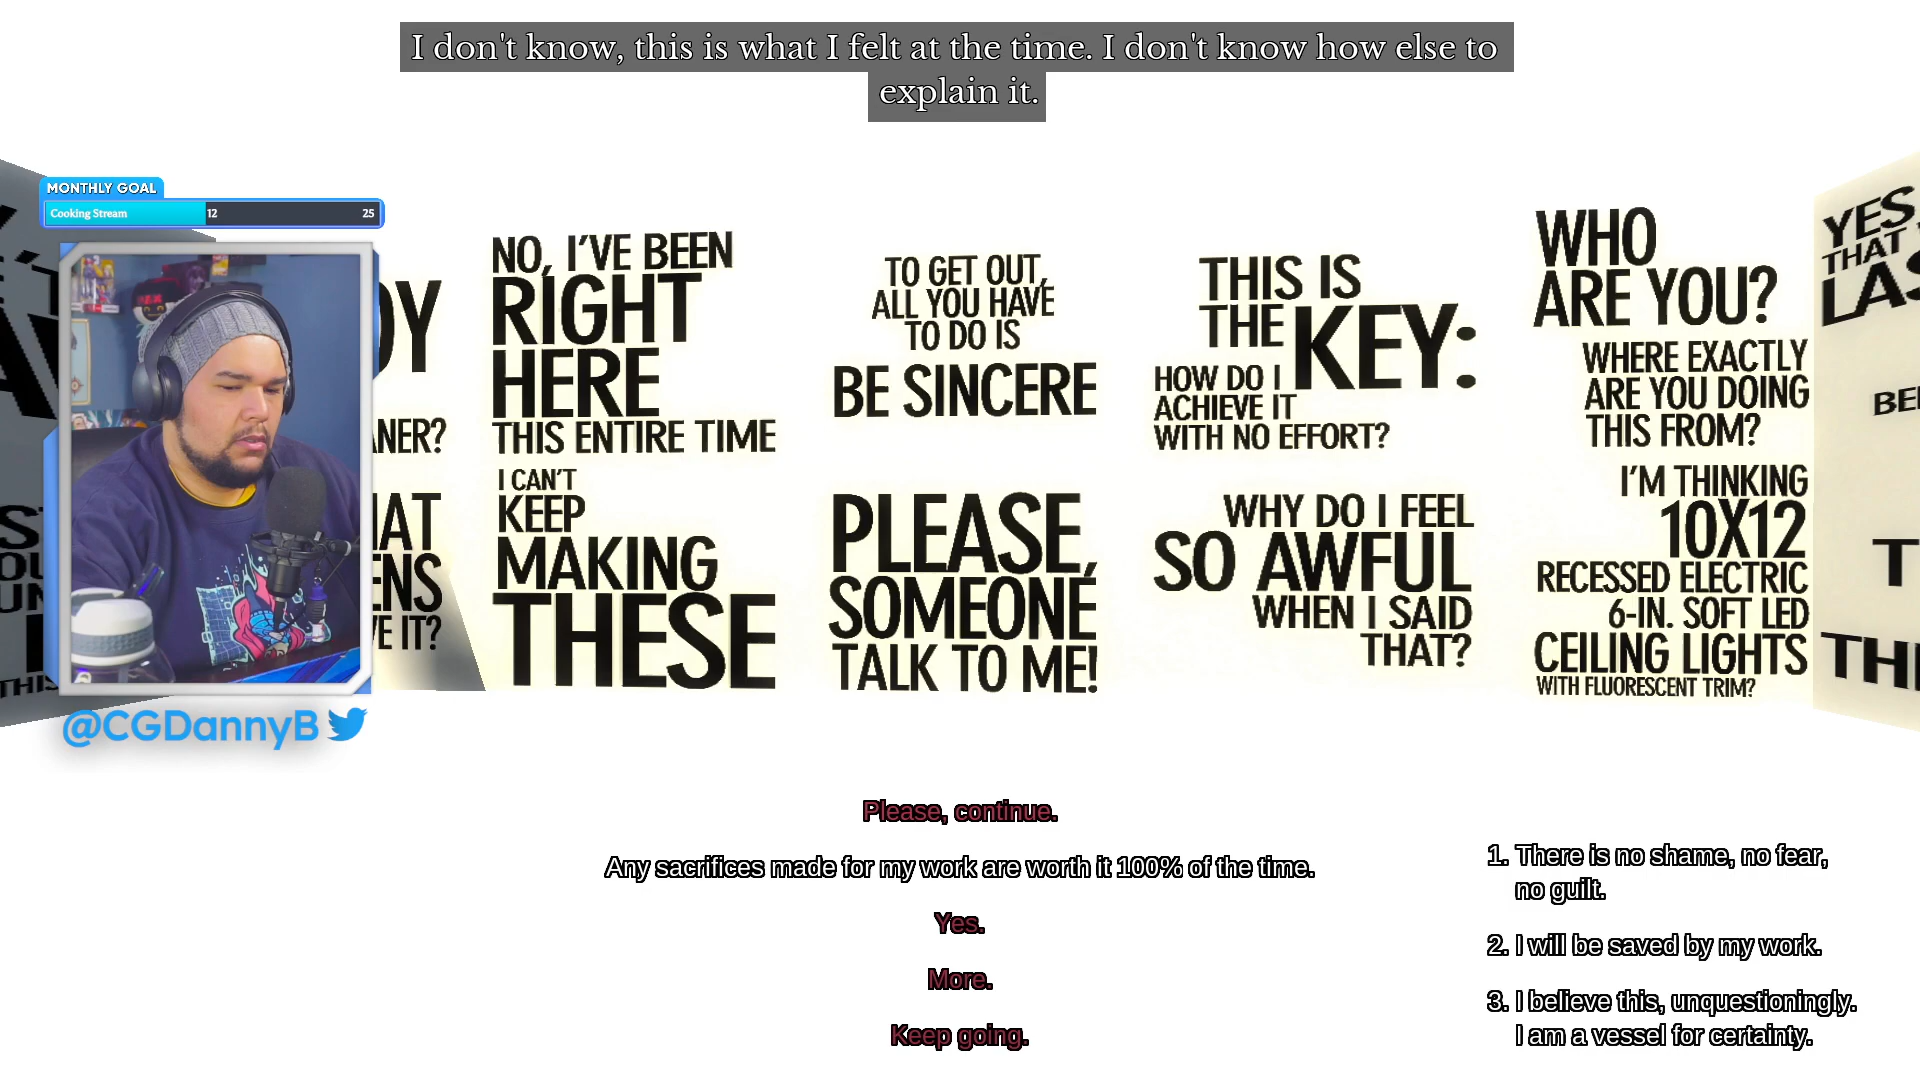 I don't know, this is what I felt at the time. I don't know how else to
explain it.
MONTHLY GOAL
Cooking Stream 12 25
NO, I'VE BEEN
RIGHT
HERE
THIS ENTIRE TIME
I CAN'T
KEEP
MAKING
THESE
TO GET OUT,
ALL YOU HAVE
TO DO IS
BE SINCERE
PLEASE,
SOMEONE
TALK TO ME!
THIS IS
THE KEY:
HOW DO I
ACHIEVE IT
WITH NO EFFORT?
WHY DO I FEEL
SO AWFUL
WHEN I SAID
THAT?
WHO
ARE YOU?
WHERE EXACTLY
ARE YOU DOING
THIS FROM?
I'M THINKING
10X12
RECESSED ELECTRIC
6-IN. SOFT LED
CEILING LIGHTS
WITH FLUORESCENT TRIM?
YES,
THAT
@CGDannyB
Please, continue.
Any sacrifices made for my work are worth it 100% of the time.
Yes.
More.
Keep going.
1. There is no shame, no fear,
no guilt.
2. I will be saved by my work.
3. I believe this, unquestioningly.
I am a vessel for certainty.